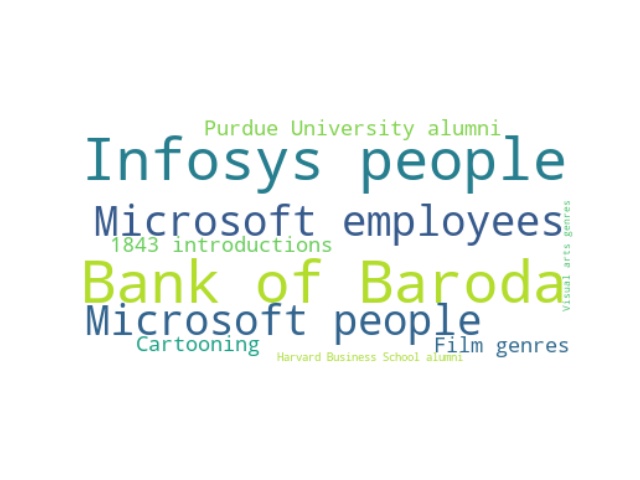 Purdue University alumni
Infosys people
Visual arts genres
Microsoft employees
1843 introductions
Bank of Baroda
Microsoft people
Cartooning
Film genres
Harvard Business School alumni